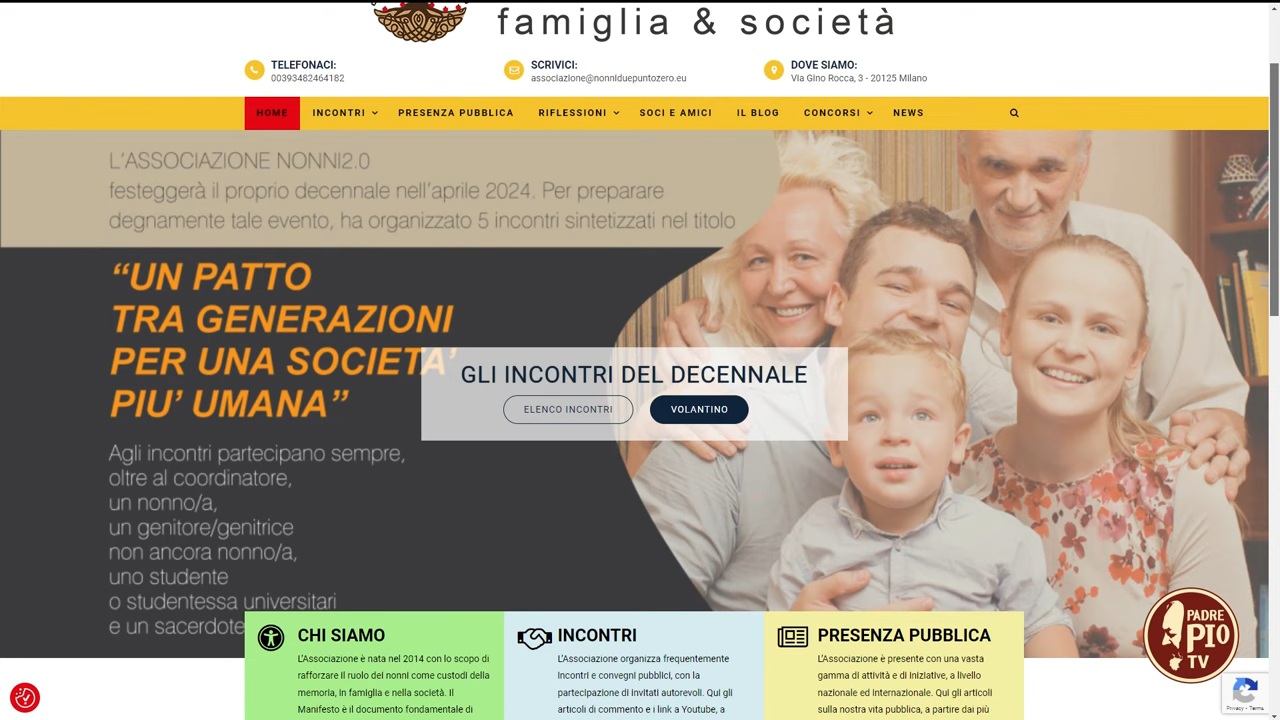 famiglia & società
TELEFONACI:
00393482464182
SCRIVICI:
associazione@nonniduepuntozero.eu
DOVE SIAMO:
Via Gino Rocca, 3 - 20125 Milano
HOME
INCONTRI
PRESENZA PUBBLICA
RIFLESSIONI
SOCI E AMICI
IL BLOG
CONCORSI
NEWS
L'ASSOCIAZIONE NONNI2.0
festeggerà il proprio decennale nell'aprile 2024. Per preparare
degnamente tale evento, ha organizzato 5 incontri sintetizzati nel titolo
“UN PATTO
TRA GENERAZIONI
PER UNA SOCIETA'
PIU' UMANA”
GLI INCONTRI DEL DECENNALE
ELENCO INCONTRI
VOLANTINO
Agli incontri partecipano sempre,
oltre al coordinatore,
un nonno/a,
un genitore/genitrice
non ancora nonno/a,
uno studente
o studentessa universitari
e un sacerdote
CHI SIAMO
L'Associazione è nata nel 2014 con lo scopo di
rafforzare il ruolo dei nonni come custodi della
memoria, in famiglia e nella società. Il
Manifesto è il documento fondamentale di
INCONTRI
L'Associazione organizza frequentemente
Incontri e convegni pubblici, con la
partecipazione di Invitati autorevoli. Qui gli
articoli di commento e i link a Youtube, a
PRESENZA PUBBLICA
L'Associazione è presente con una vasta
gamma di attività e di Iniziative, a livello
nazionale ed Internazionale. Qui gli articoli
sulla nostra vita pubblica, a partire dai più
PADRE
PIO
TV
Privacy - Terms